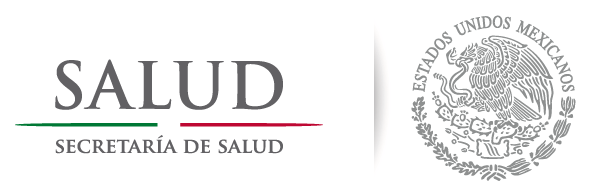 SALUD
SECRETARÍA DE SALUD
ESTADOS UNIDOS MEXICANOS